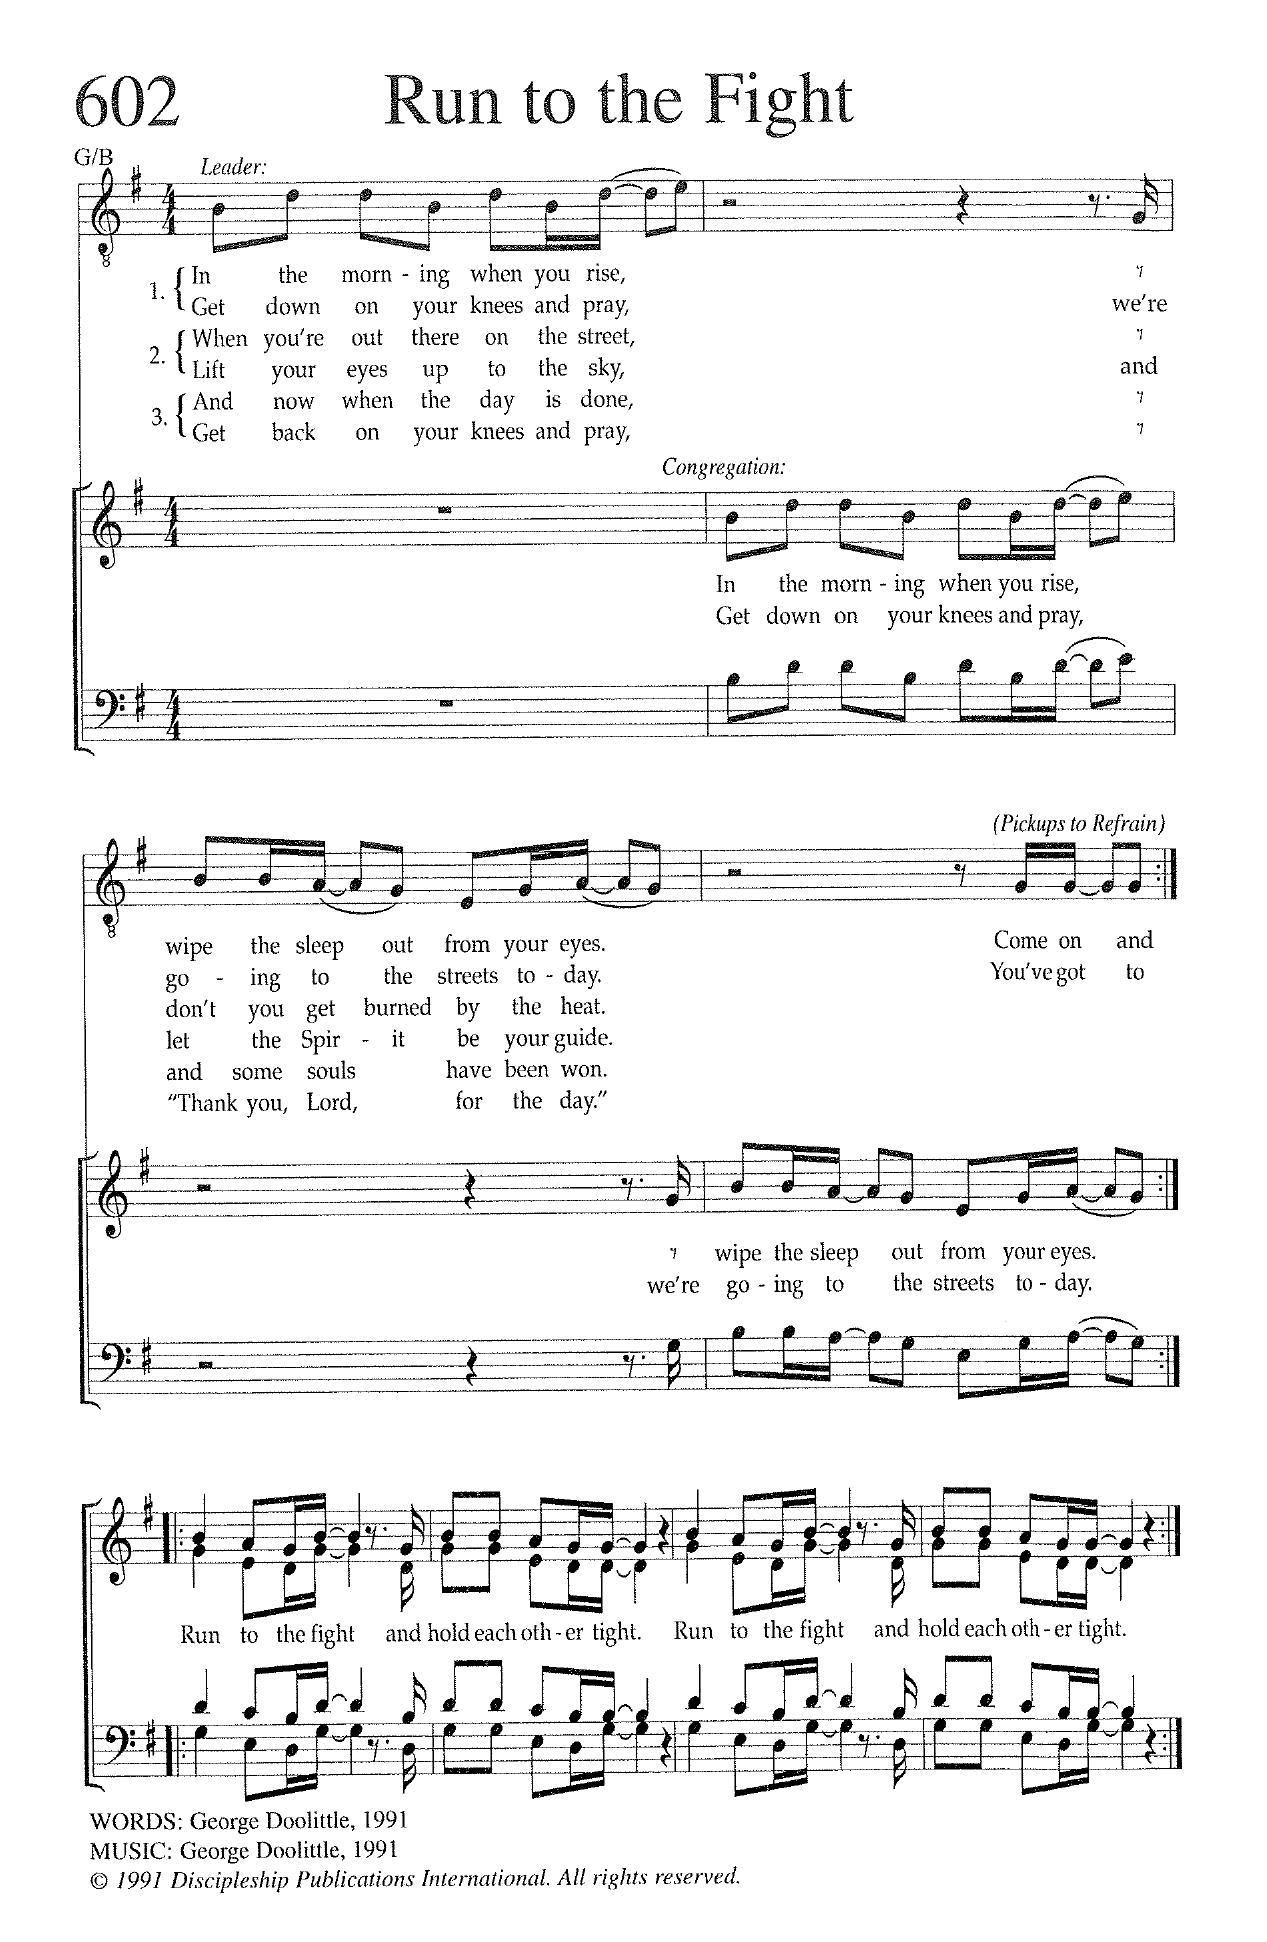 602 Run to the Fight
G/B
Leader:
1. In the morn - ing when you rise,
Get down on your knees and pray, we're
2. When you're out there on the street,
Lift your eyes up to the sky, and
3. And now when the day is done,
Get back on your knees and pray,
Congregation:
In the morn - ing when you rise,
Get down on your knees and pray,
(Pickups to Refrain)
wipe the sleep out from your eyes. Come on and
go - ing to the streets to - day. You've got to
don't you get burned by the heat.
let the Spir - it be your guide.
and some souls have been won.
“Thank you, Lord, for the day.”
wipe the sleep out from your eyes.
we're go - ing to the streets to - day.
Run to the fight and hold each oth - er tight. Run to the fight and hold each oth - er tight.
WORDS: George Doolittle, 1991
MUSIC: George Doolittle, 1991
© 1991 Discipleship Publications International. All rights reserved.